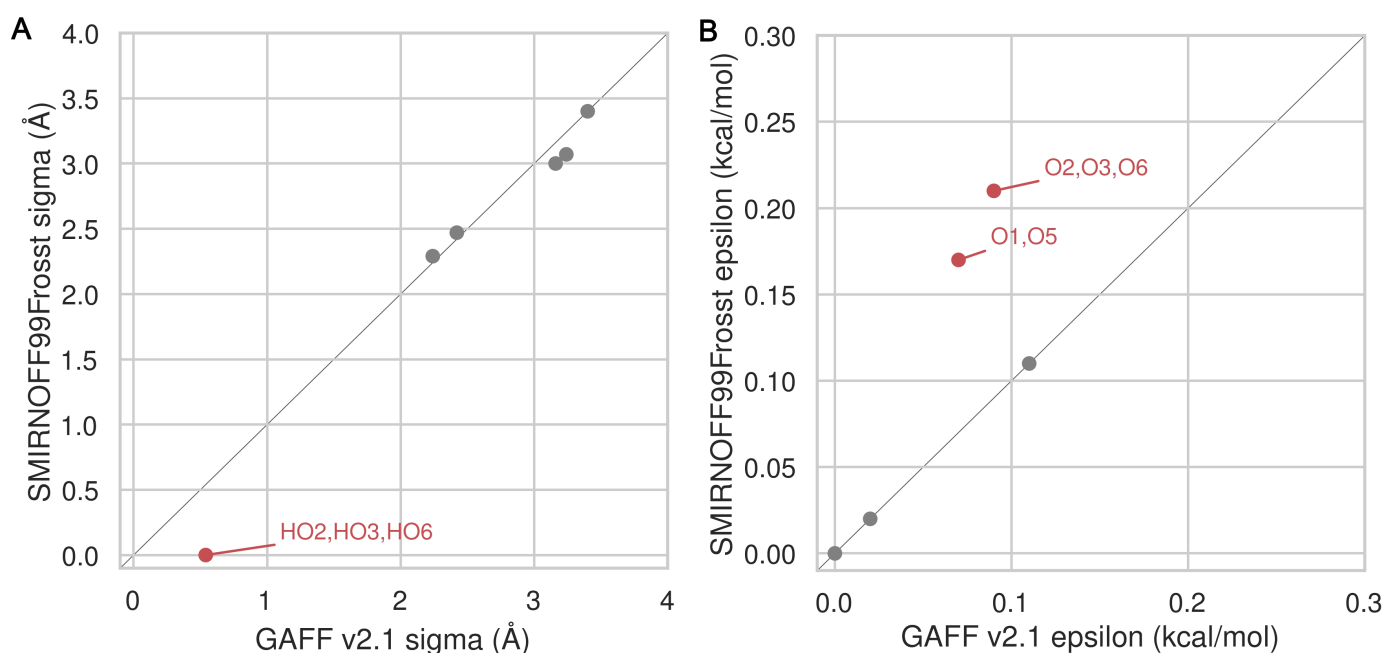 A
4.0
3.5
3.0
2.5
2.0
1.5
1.0
0.5
0.0
SMIRNOFF99Frosst sigma (Å)
HO2,HO3,HO6
0
1
2
3
4
GAFF v2.1 sigma (Å)
B
0.30
0.25
0.20
0.15
0.10
0.05
0.00
SMIRNOFF99Frosst epsilon (kcal/mol)
O2,O3,O6
O1,O5
0.0
0.1
0.2
0.3
GAFF v2.1 epsilon (kcal/mol)